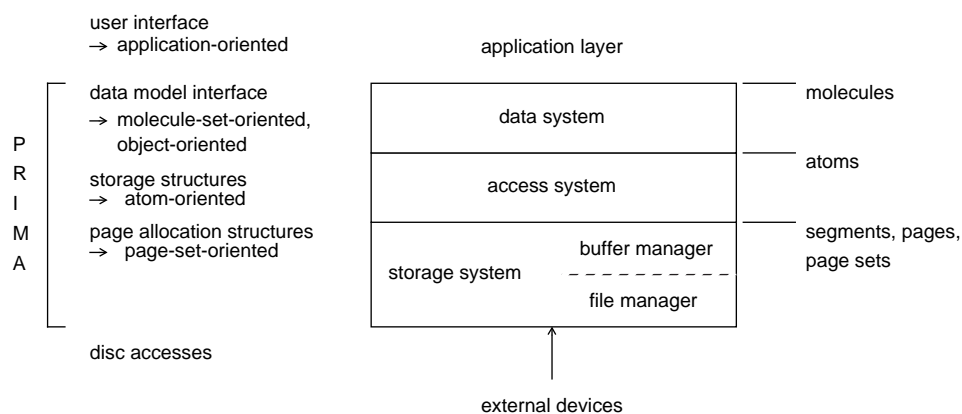 user interface
→ application-oriented
application layer
data model interface
→ molecule-set-oriented,
object-oriented
data system
molecules
storage structures
→ atom-oriented
access system
atoms
page allocation structures
→ page-set-oriented
storage system
buffer manager
file manager
segments, pages,
page sets
P
R
I
M
A
disc accesses
external devices